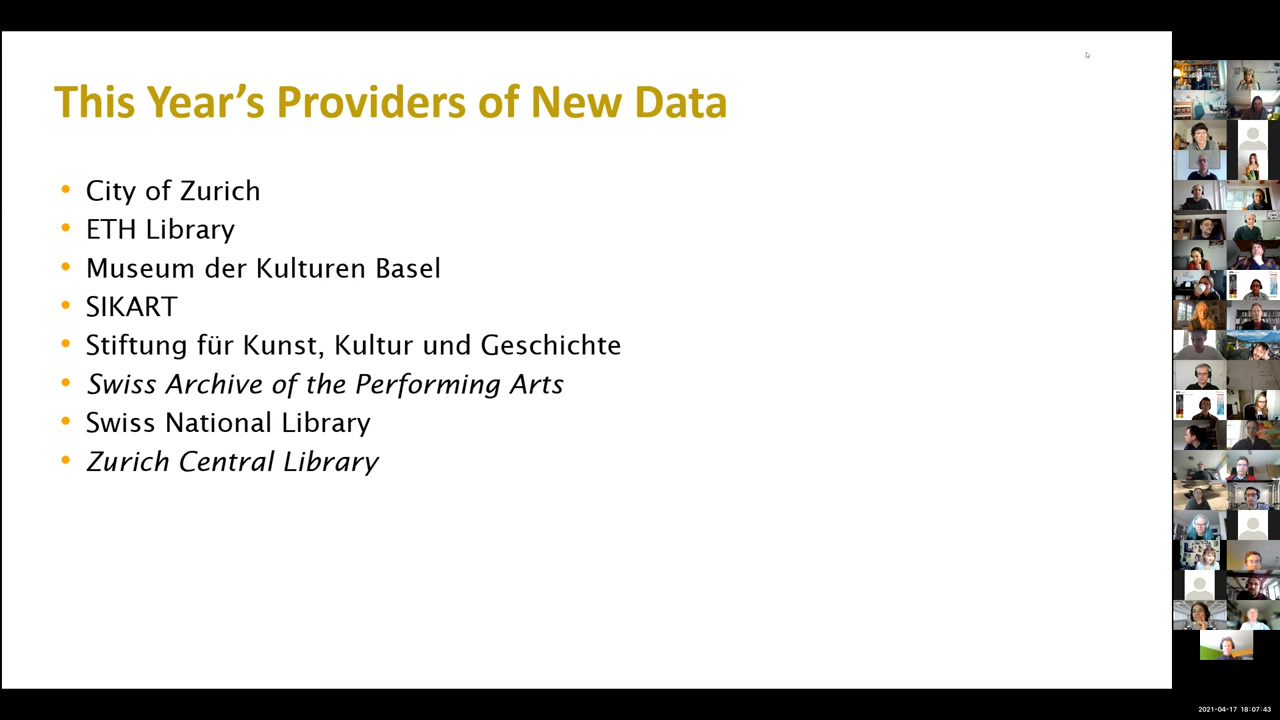 This Year’s Providers of New Data
• City of Zurich
• ETH Library
• Museum der Kulturen Basel
• SIKART
• Stiftung für Kunst, Kultur und Geschichte
• Swiss Archive of the Performing Arts
• Swiss National Library
• Zurich Central Library
2021-04-17 18:07:43